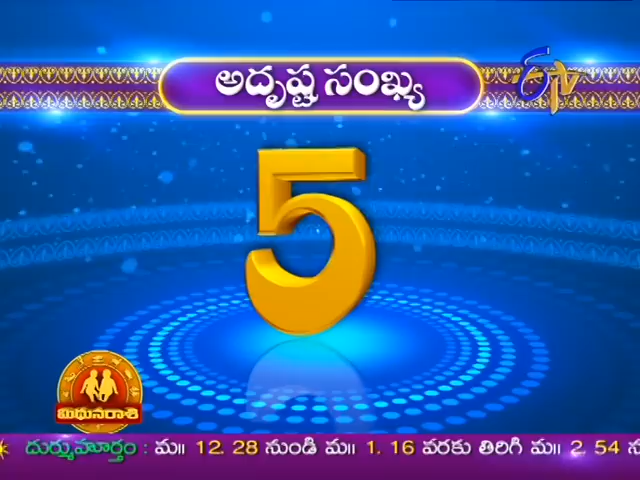 అదృష్ట సంఖ్య
ETV
5
మిథునరాశి
దుర్ముహూర్తం : మ॥ 12. 28 నుండి మ॥ 1. 16 వరకు తిరిగి మ॥ 2. 54